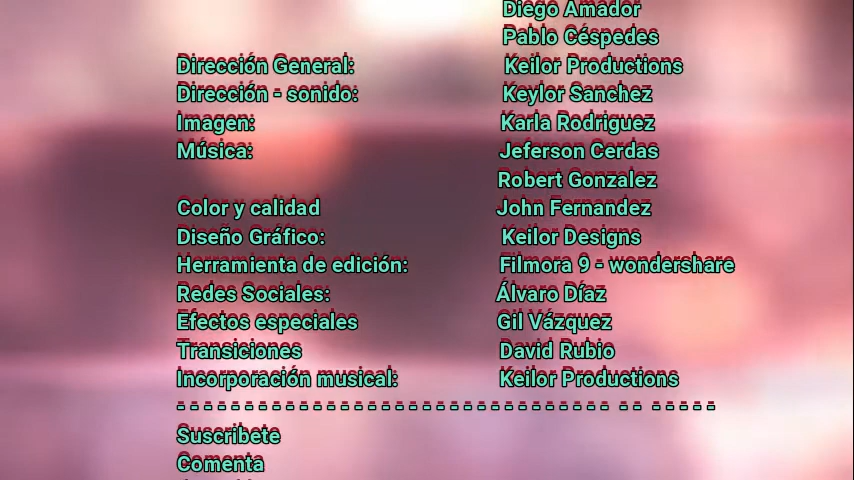 Diego Amador
Pablo Céspedes
Dirección General: Keilor Productions
Dirección - sonido: Keylor Sanchez
Imagen: Karla Rodriguez
Música: Jeferson Cerdas
Robert Gonzalez
Color y calidad John Fernandez
Diseño Gráfico: Keilor Designs
Herramienta de edición: Filmora 9 - wondershare
Redes Sociales: Álvaro Díaz
Efectos especiales Gil Vázquez
Transiciones David Rubio
Incorporación musical: Keilor Productions
- - - - - - - - - - - - - - - - - - - - - - - - - - - - - - - - - - - - - - -
Suscribete
Comenta